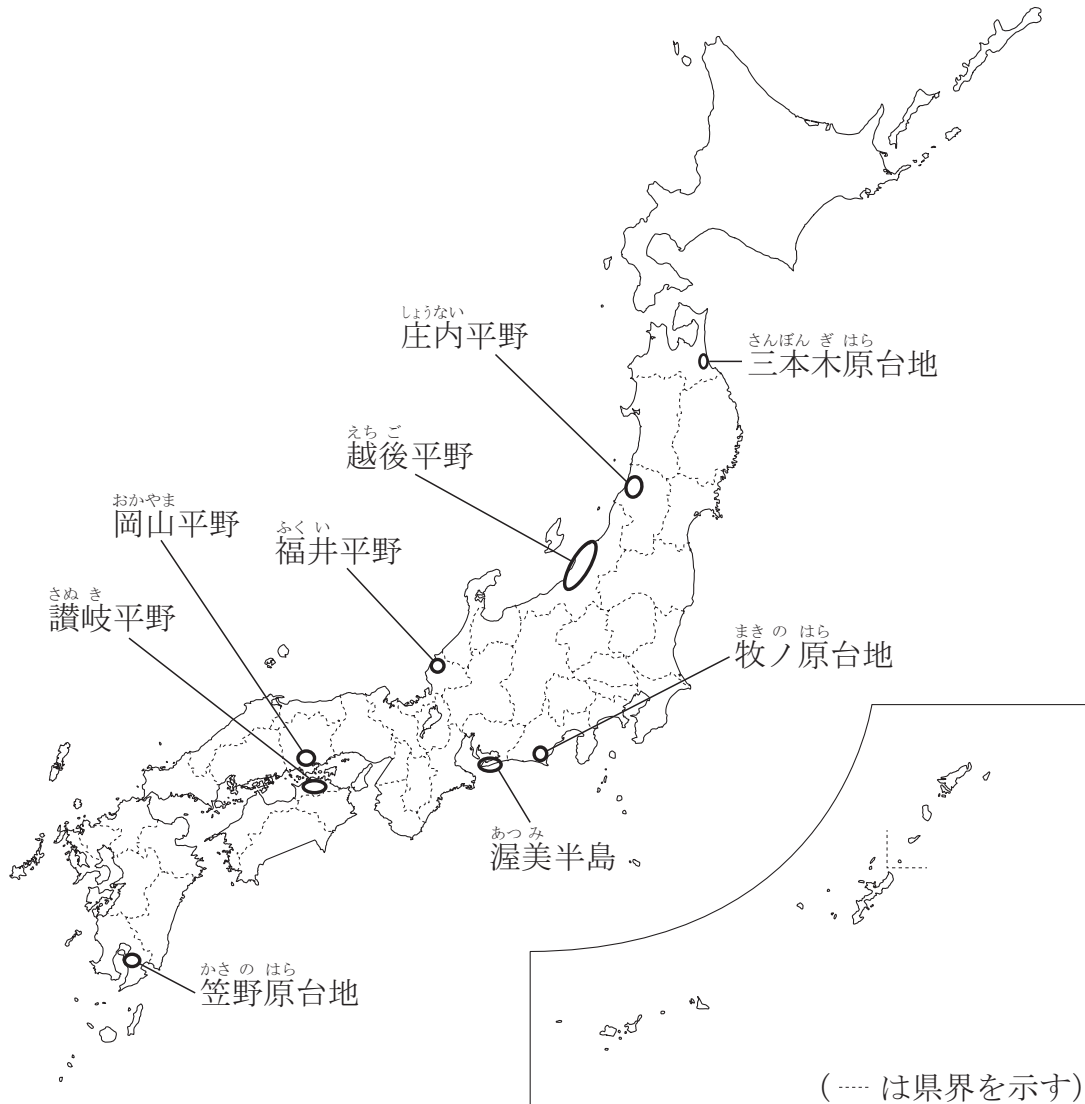 しょうない
庄内平野
さんぼん ぎ はら
三本木原台地
えち ご
越後平野
おかやま
岡山平野
ふく い
福井平野
さぬ き
讃岐平野
まき の はら
牧ノ原台地
あつ み
渥美半島
かさ の はら
笠野原台地
( ----- は県界を示す)